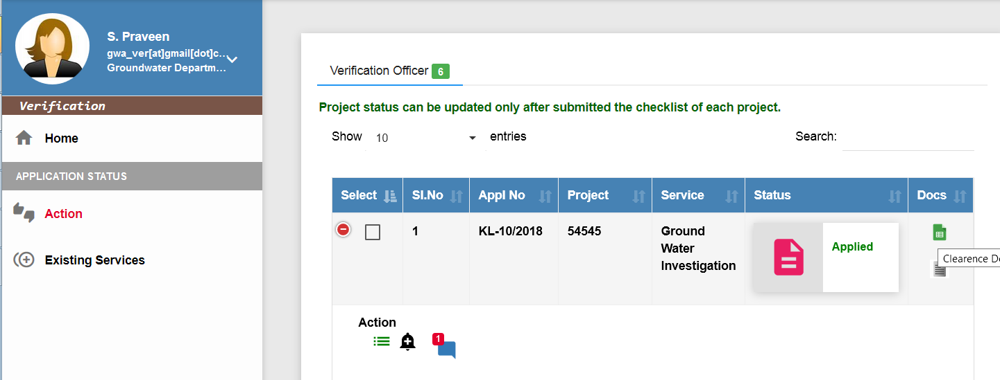 S. Praveen
gwa_ver[at]gmail[dot]c...
Groundwater Departm...
Verification
Home
APPLICATION STATUS
Action
Existing Services
Verification Officer 6
Project status can be updated only after submitted the checklist of each project.
Show 10 entries Search:
Select Sl.No Appl No Project Service Status Docs
1 KL-10/2018 54545 Ground
Water
Investigation
Applied
Clearence
Action
1